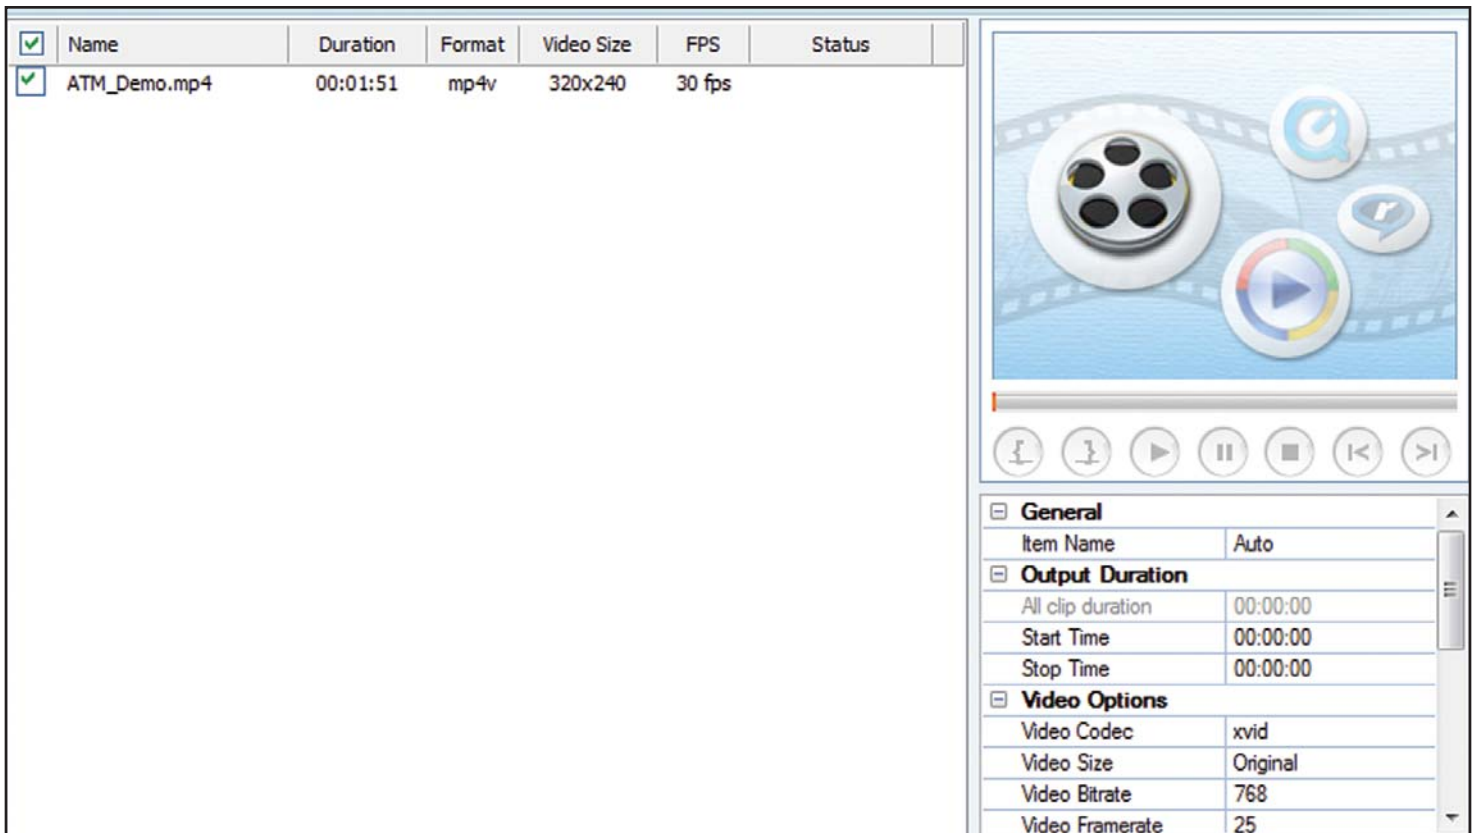 Name Duration Format Video Size FPS Status
ATM_Demo.mp4 00:01:51 mp4v 320x240 30 fps
General
Item Name Auto
Output Duration
All clip duration 00:00:00
Start Time 00:00:00
Stop Time 00:00:00
Video Options
Video Codec xvid
Video Size Original
Video Bitrate 768
Video Framerate 25